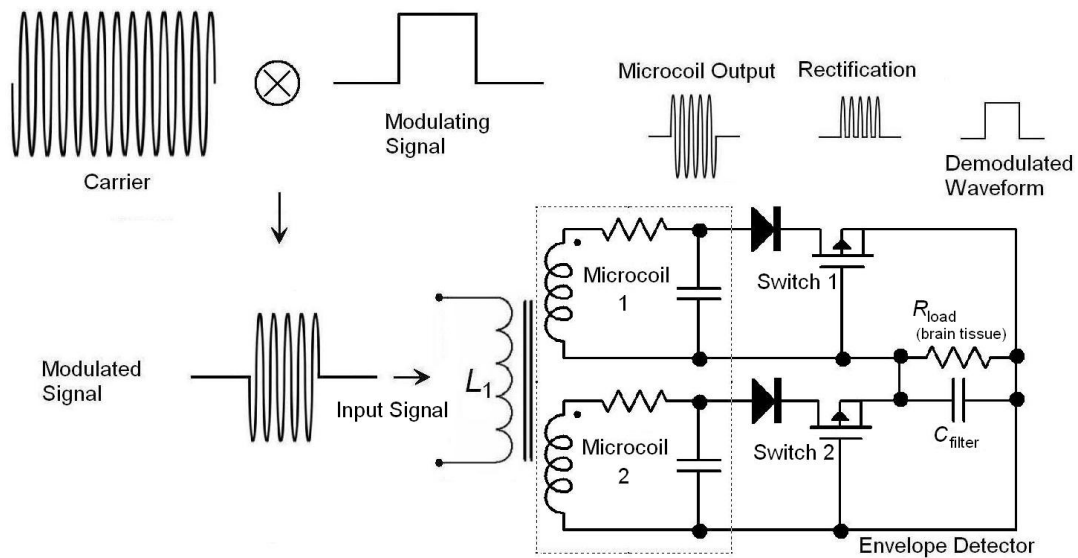 Carrier
Modulating
Signal
Microcoil Output
Rectification
Demodulated
Waveform
Modulated
Signal
Input Signal
L1
Microcoil
1
Switch 1
Rload
(brain tissue)
Microcoil
2
Switch 2
Cfilter
Envelope Detector